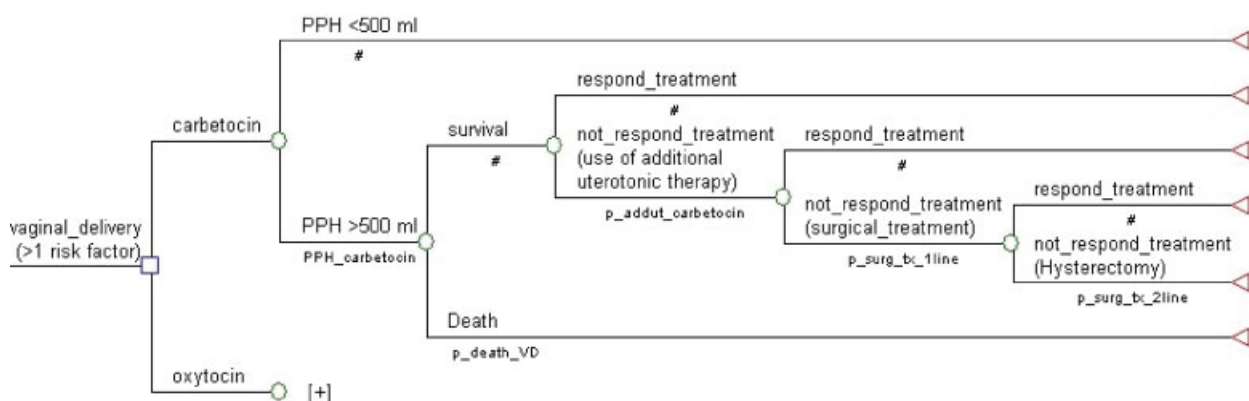 PPH <500 ml
#
respond_treatment
#
carbetocin
survival
#
not_respond_treatment
(use of additional
uterotonic therapy)
p_addut_carbetocin
respond_treatment
#
not_respond_treatment
(surgical_treatment)
p_surg_tx_1line
respond_treatment
#
not_respond_treatment
(Hysterectomy)
p_surg_tx_2line
vaginal_delivery
(>1 risk factor)
PPH >500 ml
PPH_carbetocin
Death
p_death_VD
oxytocin
[+]